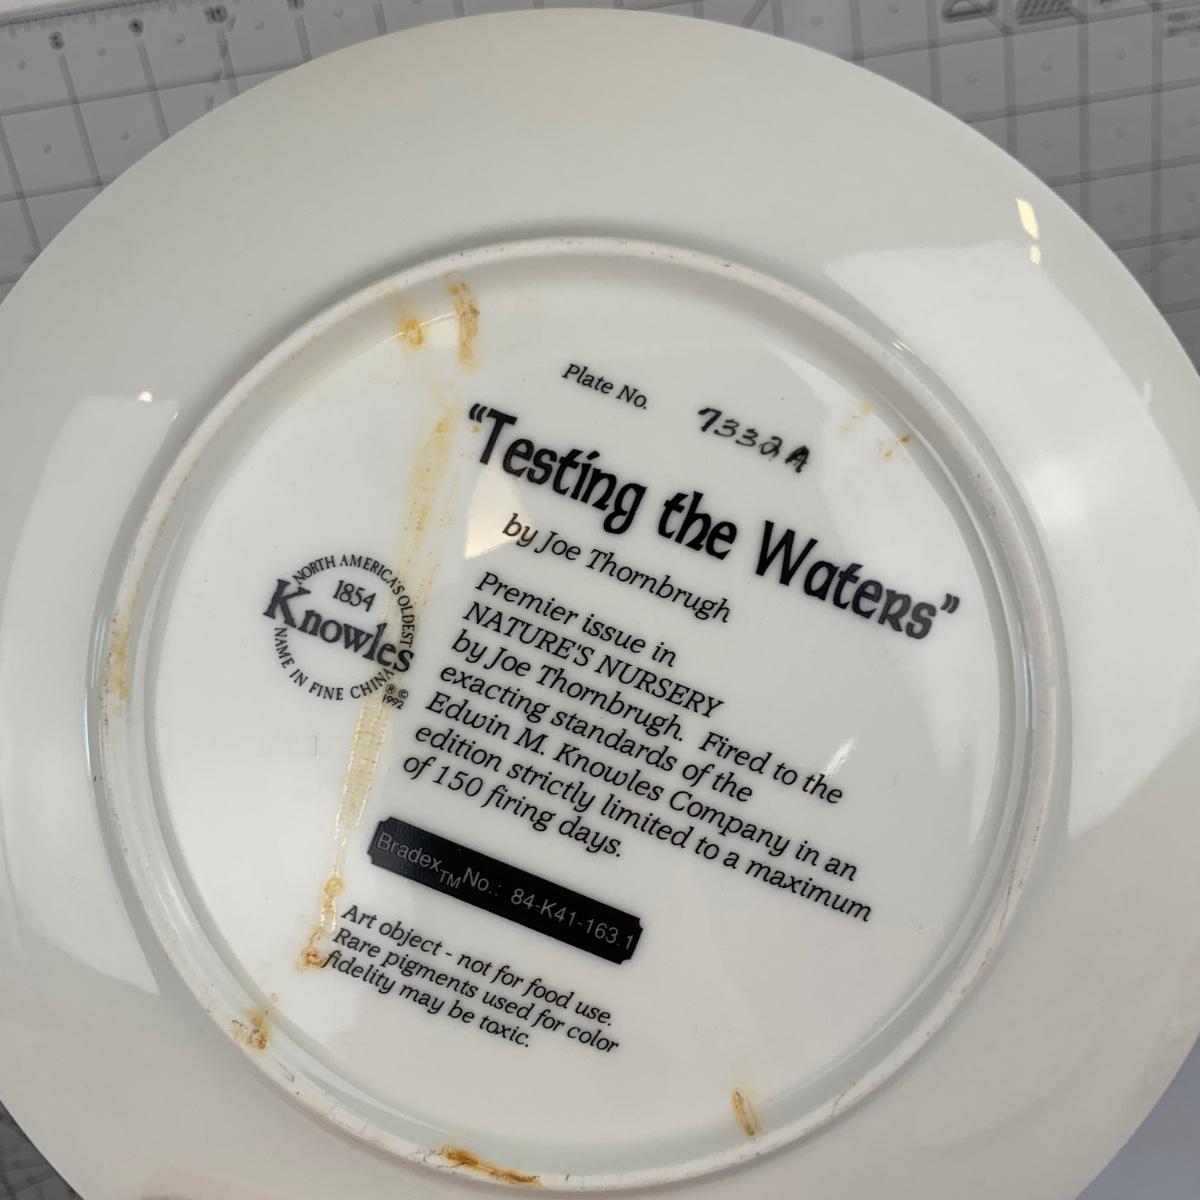 Plate No. 7332A
"Testing the Waters"
by Joe Thornbrugh
Premier issue in
NATURE'S NURSERY
by Joe Thornbrugh. Fired to the
exacting standards of the
Edwin M. Knowles Company in an
edition strictly limited to a maximum
of 150 firing days.
NORTH AMERICA'S OLDEST
1854
Knowles
NAME IN FINE CHINA
® ©
1992
Bradex™ No.: 84-K41-163.1
Art object - not for food use.
Rare pigments used for color
fidelity may be toxic.